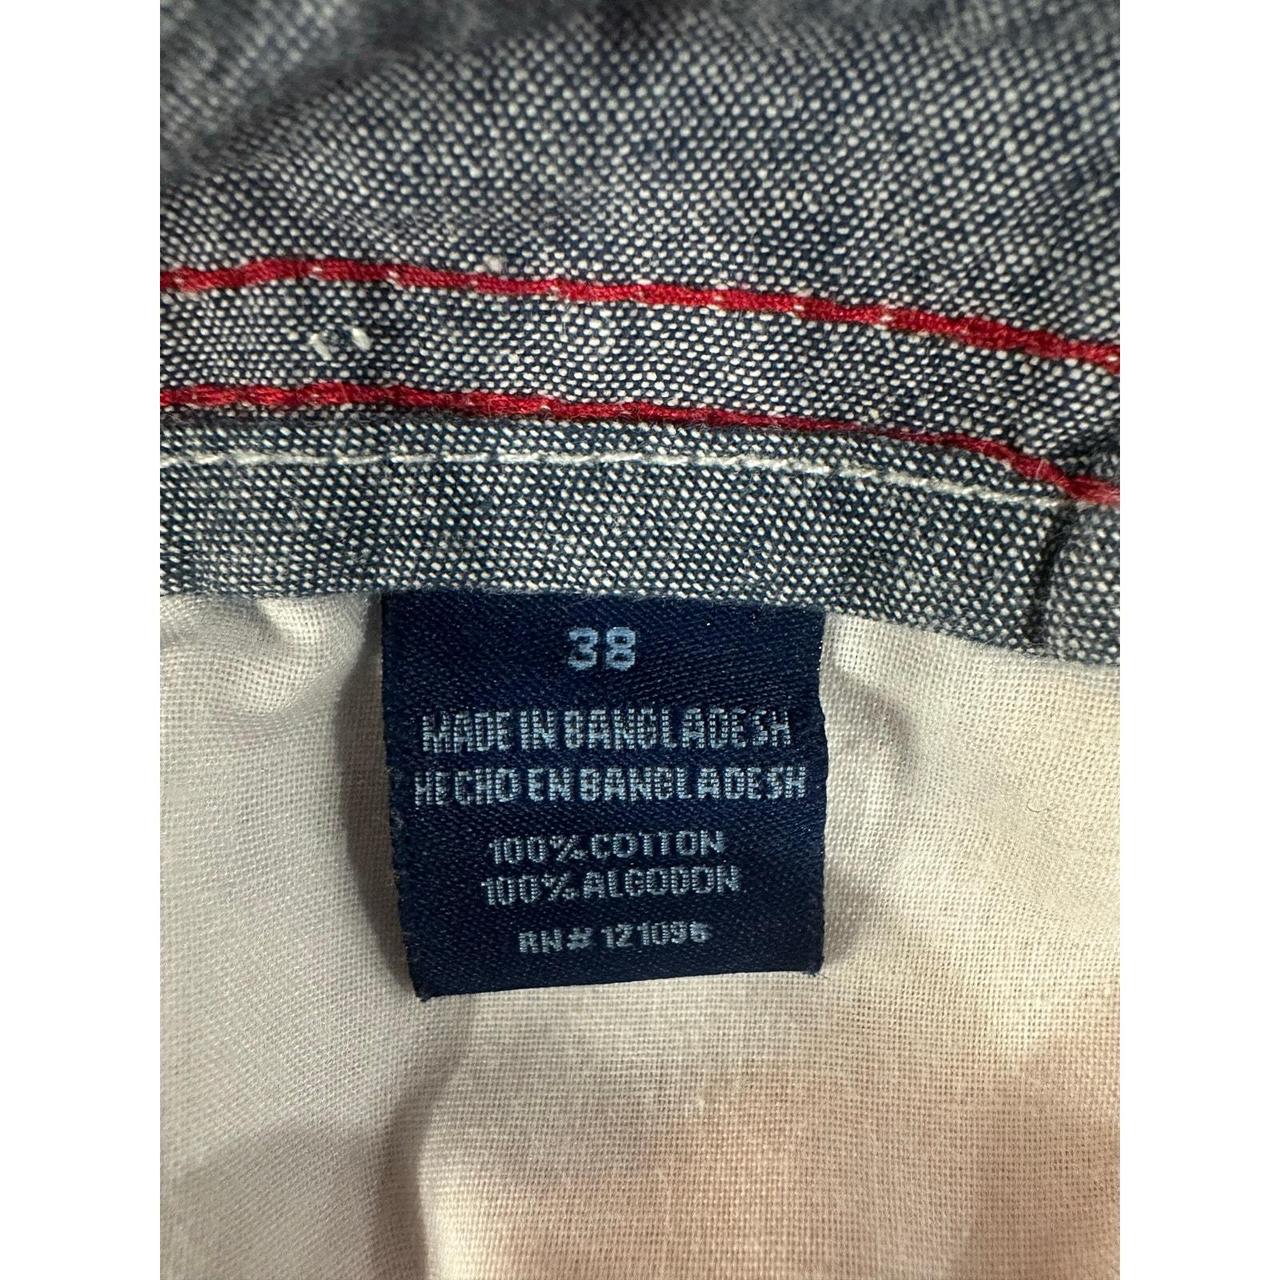 38
MADE IN BANGLADESH
HECHO EN BANGLADESH
100% COTTON
100% ALGODON
RN# 121096